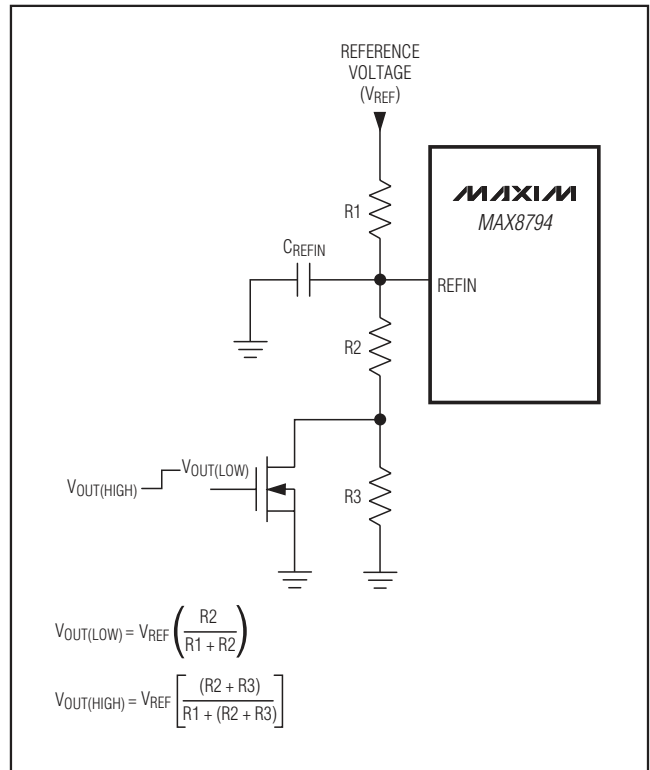 REFERENCE
VOLTAGE
(VREF)
R1
MAXIM
MAX8794
CREFIN
REFIN
R2
VOUT(HIGH)
VOUT(LOW)
R3
VOUT(LOW) = VREF ( R2 / R1 + R2 )
VOUT(HIGH) = VREF [ (R2 + R3) / R1 + (R2 + R3) ]